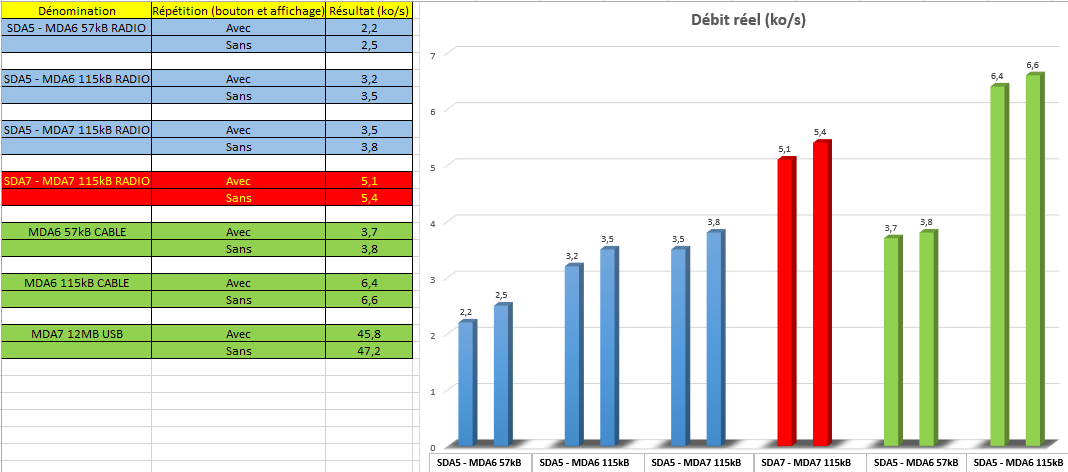 Dénomination Répétition (bouton et affichage) Résultat (ko/s)
SDA5 - MDA6 57kB RADIO Avec 2,2
Sans 2,5
SDA5 - MDA6 115kB RADIO Avec 3,2
Sans 3,5
SDA5 - MDA7 115kB RADIO Avec 3,5
Sans 3,8
SDA7 - MDA7 115kB RADIO Avec 5,1
Sans 5,4
MDA6 57kB CABLE Avec 3,7
Sans 3,8
MDA6 115kB CABLE Avec 6,4
Sans 6,6
MDA7 12MB USB Avec 45,8
Sans 47,2
Débit réel (ko/s)
7
6
5
4
3
2
1
0
2,2 2,5 3,2 3,5 3,5 3,8 5,1 5,4 3,7 3,8 6,4 6,6
SDA5 - MDA6 57kB SDA5 - MDA6 115kB SDA5 - MDA7 115kB SDA7 - MDA7 115kB SDA5 - MDA6 57kB SDA5 - MDA6 115kB